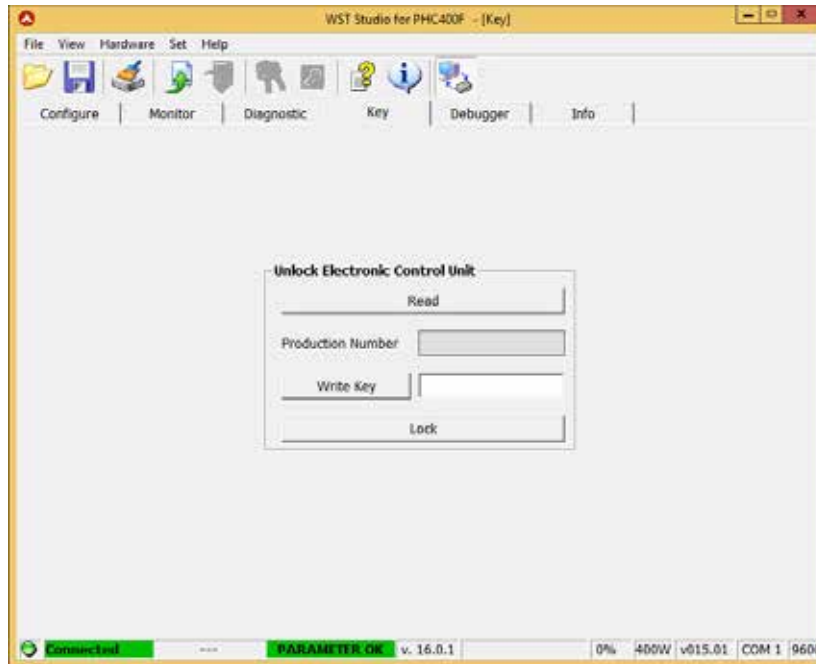 WST Studio for PHC400F - [Key]
File View Hardware Set Help
Configure Monitor Diagnostic Key Debugger Info
Unlock Electronic Control Unit
Read
Production Number
Write Key
Lock
Connected --- PARAMETER OK v. 16.0.1 0% 400W v015.01 COM 1 960